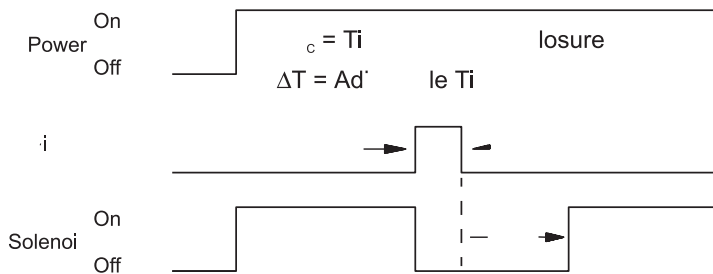 On
Power
Off
c = Ti losure
ΔT = Ad le Ti
i
On
Solenoi
Off